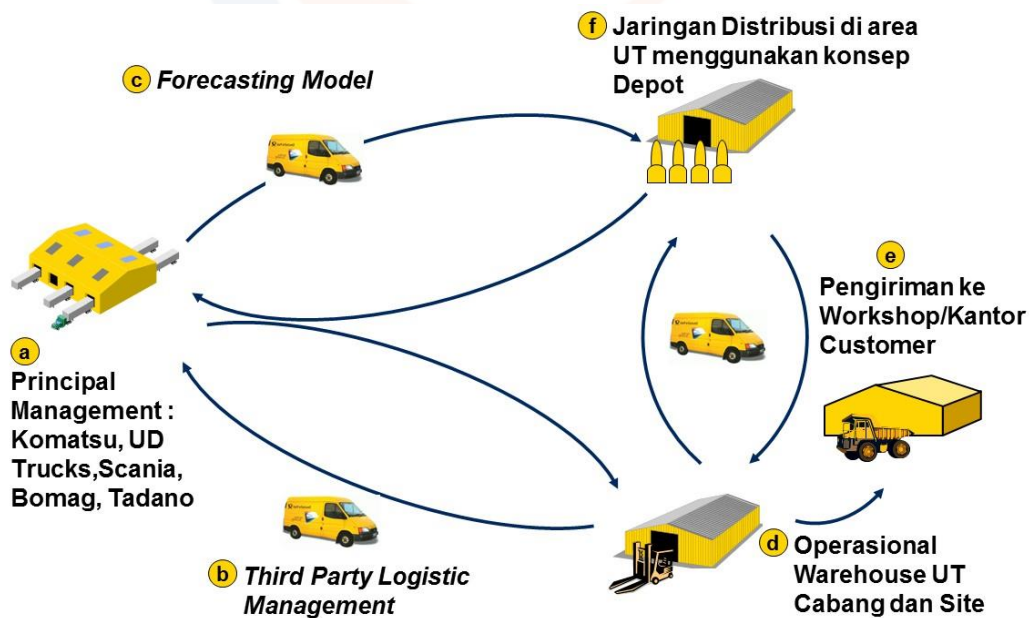 f Jaringan Distribusi di area
UT menggunakan konsep
Depot
c Forecasting Model
e
Pengiriman ke
Workshop/Kantor
Customer
a
Principal
Management :
Komatsu, UD
Trucks,Scania,
Bomag, Tadano
b Third Party Logistic
Management
d Operasional
Warehouse UT
Cabang dan Site